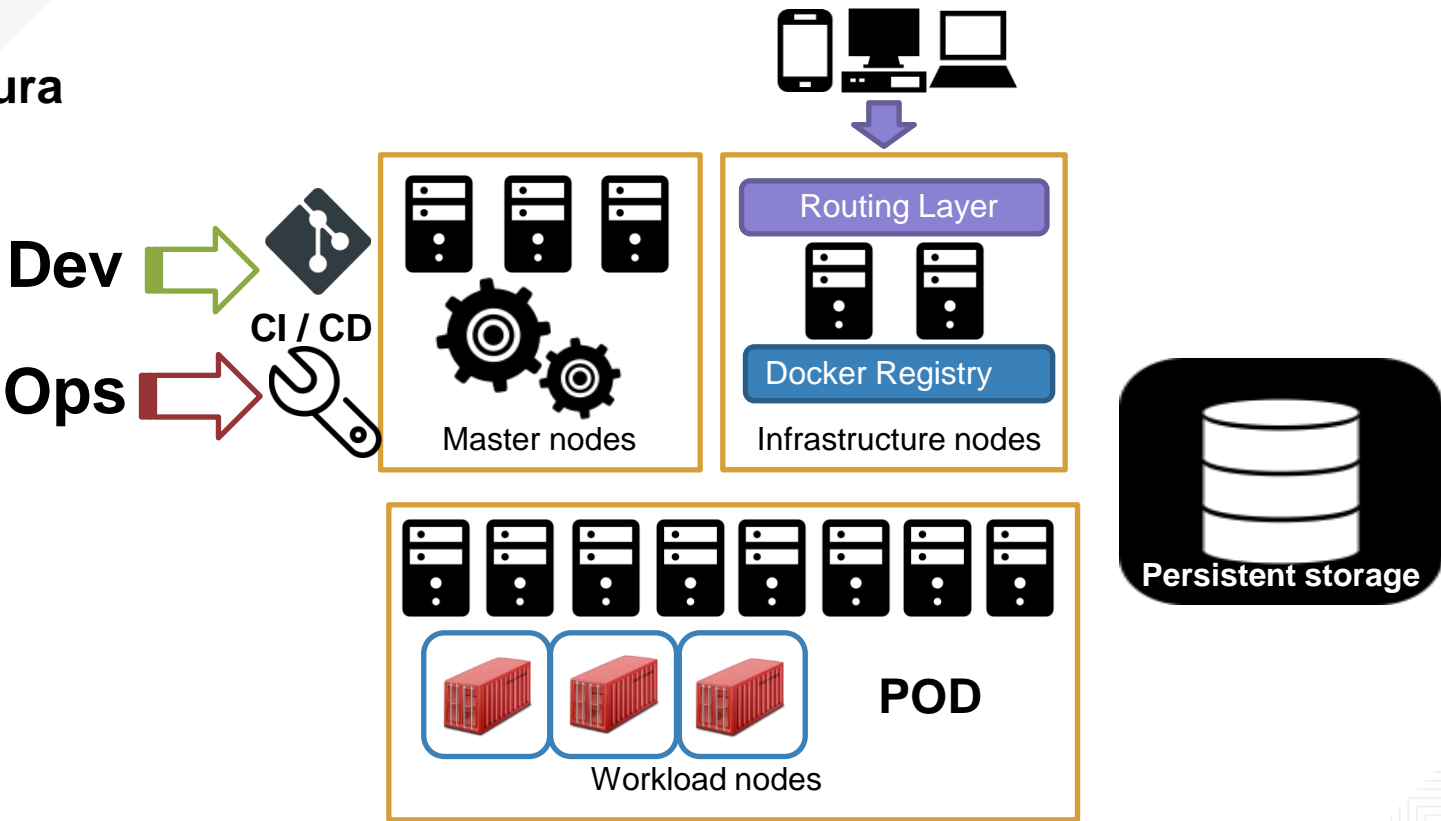 ura
Dev
CI / CD
Ops
Master nodes
Routing Layer
Docker Registry
Infrastructure nodes
Persistent storage
POD
Workload nodes